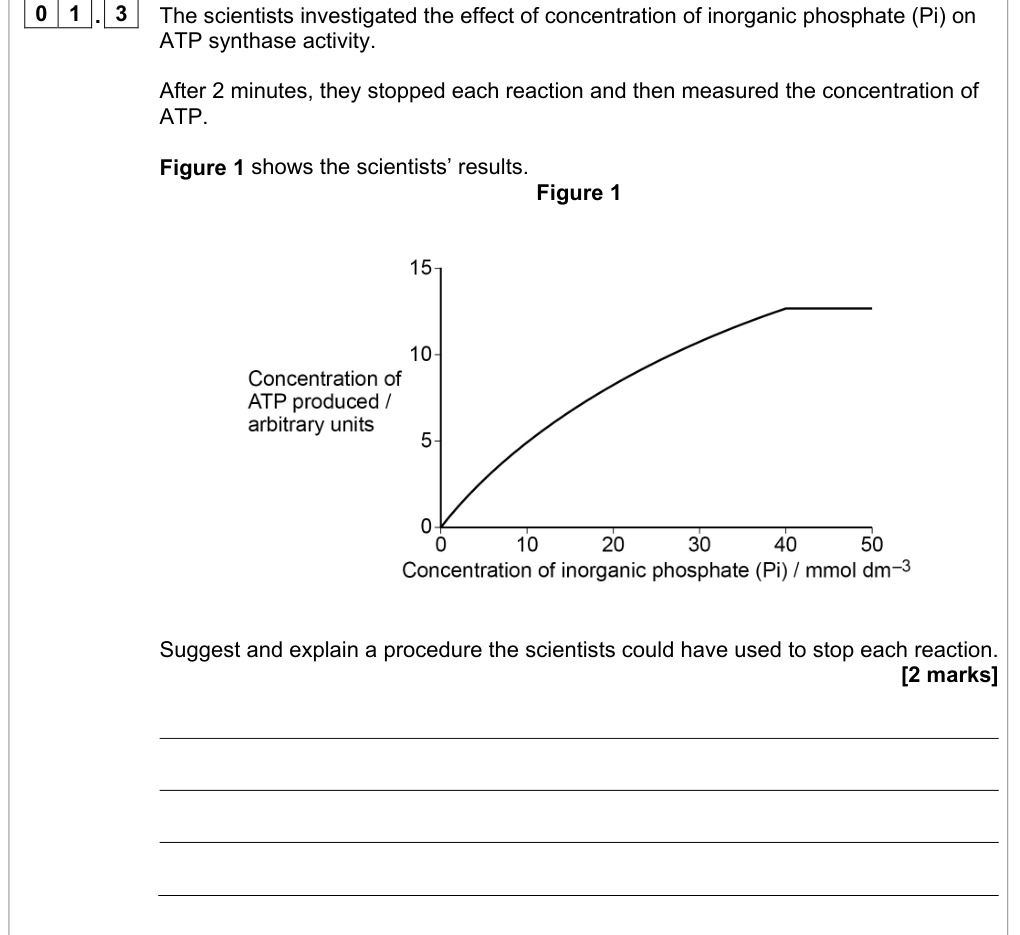 0 1 . 3 The scientists investigated the effect of concentration of inorganic phosphate (Pi) on
ATP synthase activity.
After 2 minutes, they stopped each reaction and then measured the concentration of
ATP.
Figure 1 shows the scientists’ results.
Figure 1
15
10
Concentration of
ATP produced /
arbitrary units
5
0
0 10 20 30 40 50
Concentration of inorganic phosphate (Pi) / mmol dm⁻³
Suggest and explain a procedure the scientists could have used to stop each reaction.
[2 marks]